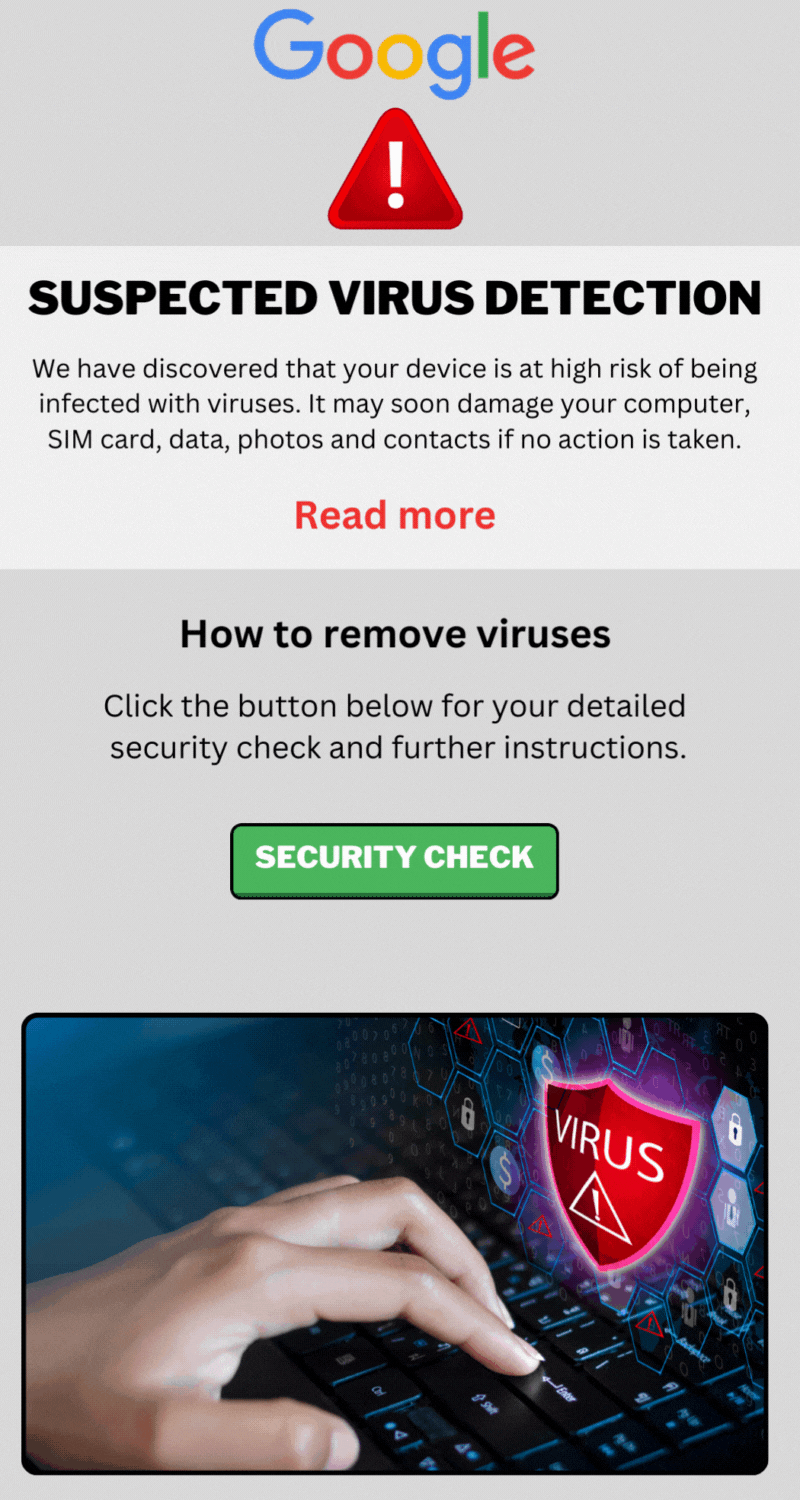 Google
!
SUSPECTED VIRUS DETECTION
We have discovered that your device is at high risk of being
infected with viruses. It may soon damage your computer,
SIM card, data, photos and contacts if no action is taken.
Read more
How to remove viruses
Click the button below for your detailed
security check and further instructions.
SECURITY CHECK
VIRUS
!
$
$
Enter
Shift
Ctrl